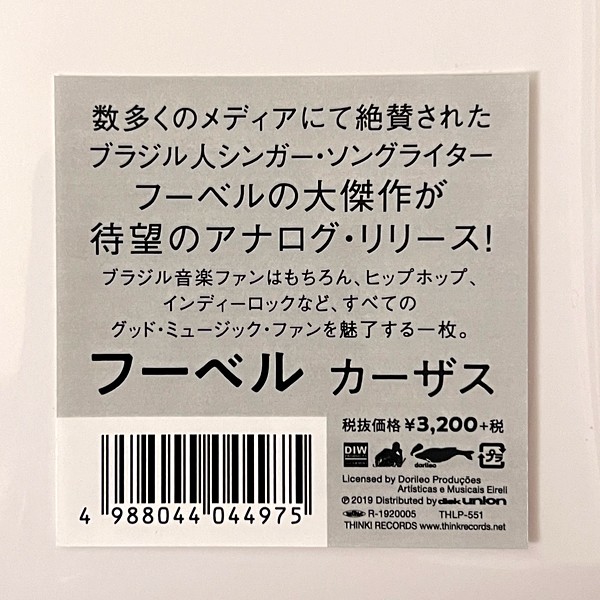 数多くのメディアにて絶賛された
ブラジル人シンガー・ソングライター
フーベルの大傑作が
待望のアナログ・リリース!
ブラジル音楽ファンはもちろん、ヒップホップ、
インディーロックなど、すべての
グッド・ミュージック・ファンを魅了する一枚。
フーベル カーザス
税抜価格 ¥3,200+税
DIW dorileo プラ
Licensed by Dorileo Produções
Artísticas e Musicais Eireli
℗ 2019 Distributed by disk union
R-1920005 THLP-551
THINK! RECORDS www.thinkrecords.net
4 988044 044975